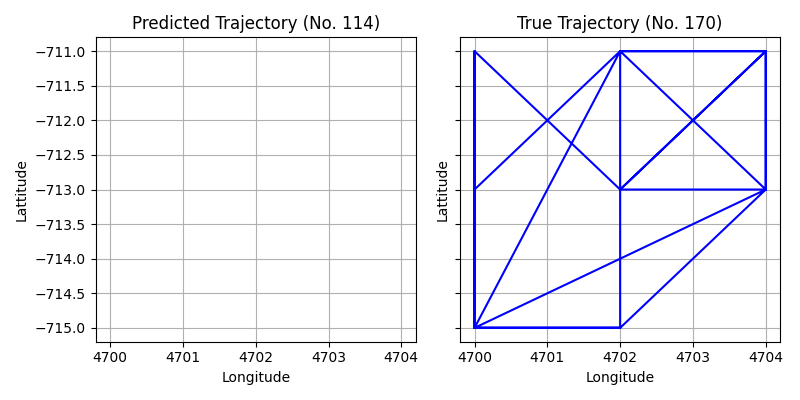 Predicted Trajectory (No. 114)
True Trajectory (No. 170)
Lattitude
−711.0
−711.5
−712.0
−712.5
−713.0
−713.5
−714.0
−714.5
−715.0
4700 4701 4702 4703 4704
Longitude
Lattitude
4700 4701 4702 4703 4704
Longitude